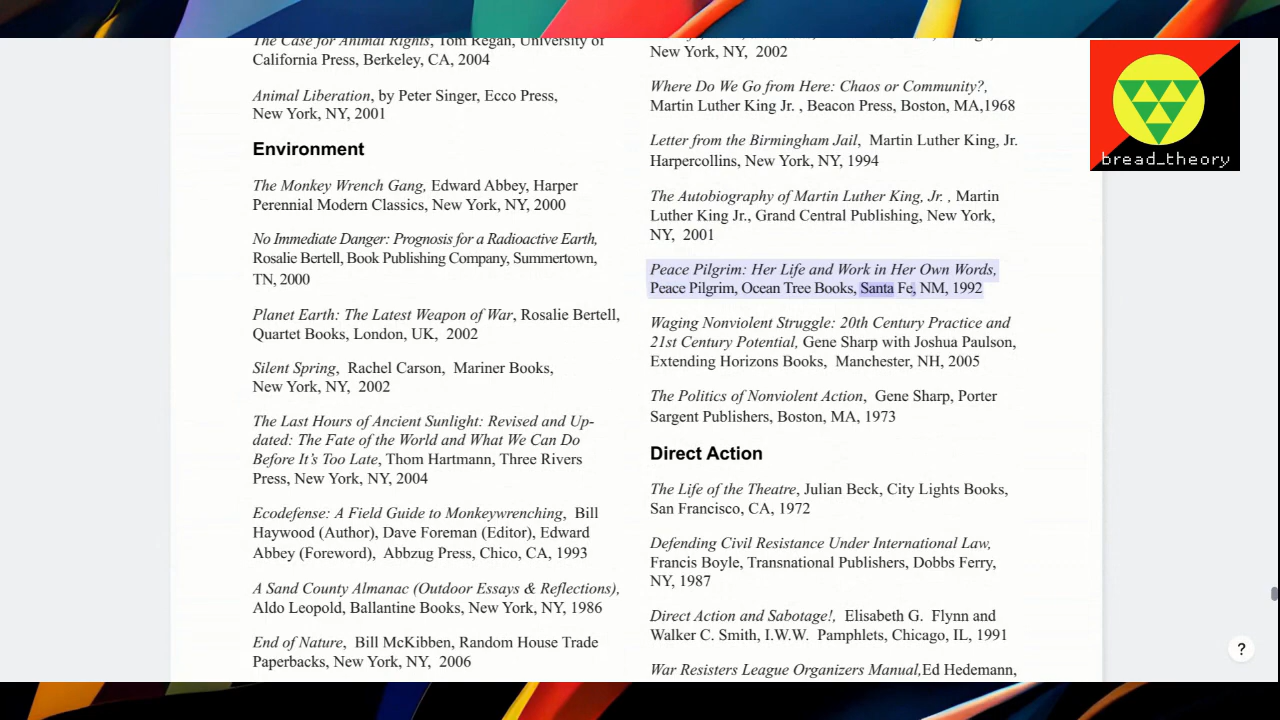 The Case for Animal Rights, Tom Regan, University of
California Press, Berkeley, CA, 2004
Animal Liberation, by Peter Singer, Ecco Press,
New York, NY, 2001
Environment
The Monkey Wrench Gang, Edward Abbey, Harper
Perennial Modern Classics, New York, NY, 2000
No Immediate Danger: Prognosis for a Radioactive Earth,
Rosalie Bertell, Book Publishing Company, Summertown,
TN, 2000
Planet Earth: The Latest Weapon of War, Rosalie Bertell,
Quartet Books, London, UK, 2002
Silent Spring, Rachel Carson, Mariner Books,
New York, NY, 2002
The Last Hours of Ancient Sunlight: Revised and Up-
dated: The Fate of the World and What We Can Do
Before It’s Too Late, Thom Hartmann, Three Rivers
Press, New York, NY, 2004
Ecodefense: A Field Guide to Monkeywrenching, Bill
Haywood (Author), Dave Foreman (Editor), Edward
Abbey (Foreword), Abbzug Press, Chico, CA, 1993
A Sand County Almanac (Outdoor Essays & Reflections),
Aldo Leopold, Ballantine Books, New York, NY, 1986
End of Nature, Bill McKibben, Random House Trade
Paperbacks, New York, NY, 2006
New York, NY, 2002
Where Do We Go from Here: Chaos or Community?,
Martin Luther King Jr. , Beacon Press, Boston, MA,1968
Letter from the Birmingham Jail, Martin Luther King, Jr.
Harpercollins, New York, NY, 1994
The Autobiography of Martin Luther King, Jr. , Martin
Luther King Jr., Grand Central Publishing, New York,
NY, 2001
Peace Pilgrim: Her Life and Work in Her Own Words,
Peace Pilgrim, Ocean Tree Books, Santa Fe, NM, 1992
Waging Nonviolent Struggle: 20th Century Practice and
21st Century Potential, Gene Sharp with Joshua Paulson,
Extending Horizons Books, Manchester, NH, 2005
The Politics of Nonviolent Action, Gene Sharp, Porter
Sargent Publishers, Boston, MA, 1973
Direct Action
The Life of the Theatre, Julian Beck, City Lights Books,
San Francisco, CA, 1972
Defending Civil Resistance Under International Law,
Francis Boyle, Transnational Publishers, Dobbs Ferry,
NY, 1987
Direct Action and Sabotage!, Elisabeth G. Flynn and
Walker C. Smith, I.W.W. Pamphlets, Chicago, IL, 1991
War Resisters League Organizers Manual,Ed Hedemann,
bread_theory
?